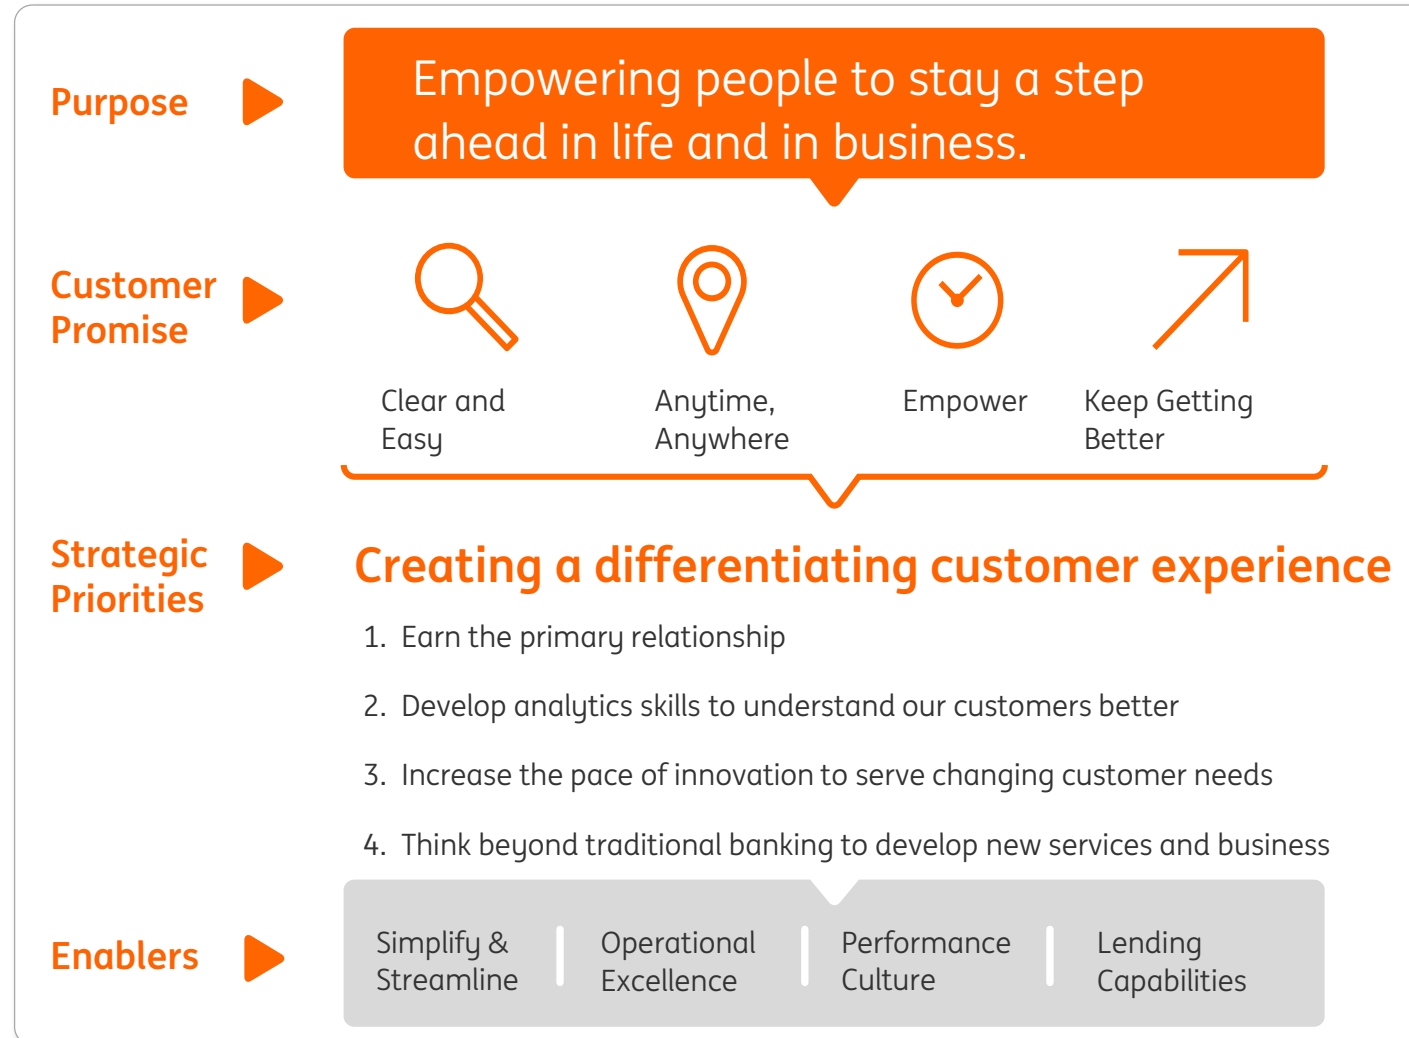 Purpose
Empowering people to stay a step
ahead in life and in business.
Customer
Promise
Clear and
Easy
Anytime,
Anywhere
Empower
Keep Getting
Better
Strategic
Priorities
Creating a differentiating customer experience
1. Earn the primary relationship
2. Develop analytics skills to understand our customers better
3. Increase the pace of innovation to serve changing customer needs
4. Think beyond traditional banking to develop new services and business
Enablers
Simplify &
Streamline
Operational
Excellence
Performance
Culture
Lending
Capabilities